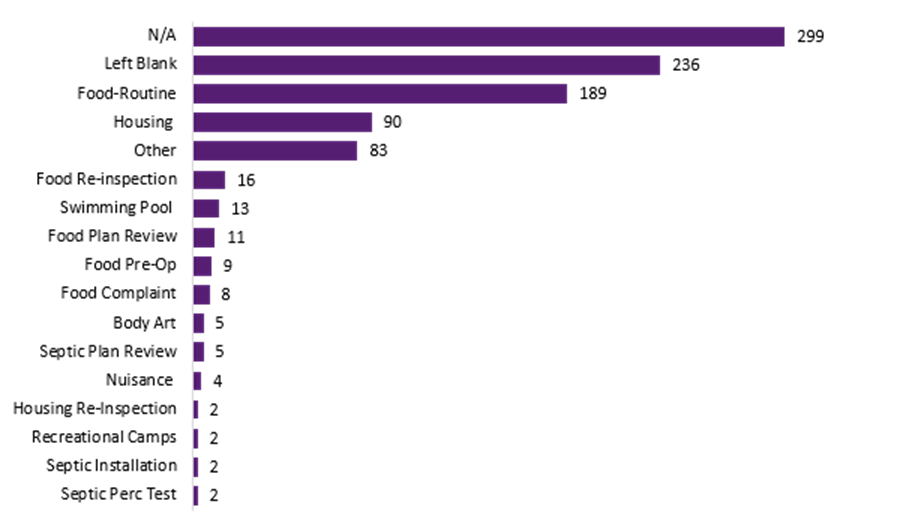 N/A 299
Left Blank 236
Food-Routine 189
Housing 90
Other 83
Food Re-inspection 16
Swimming Pool 13
Food Plan Review 11
Food Pre-Op 9
Food Complaint 8
Body Art 5
Septic Plan Review 5
Nuisance 4
Housing Re-Inspection 2
Recreational Camps 2
Septic Installation 2
Septic Perc Test 2